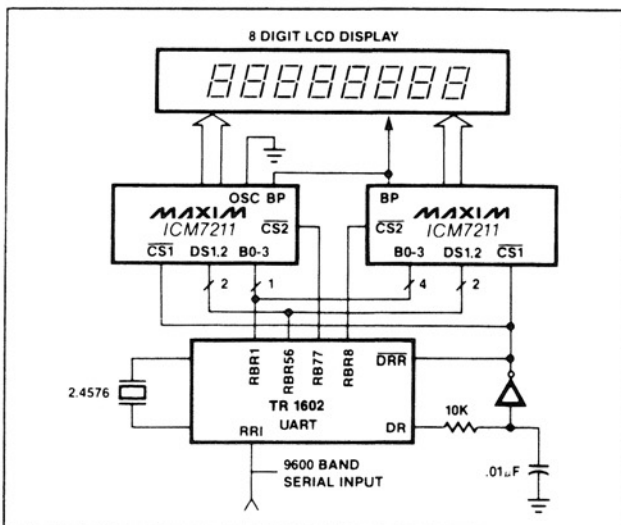 8 DIGIT LCD DISPLAY
OSC BP
MAXIM
ICM7211
CS2
CS1 DS1,2 B0-3
BP
MAXIM
ICM7211
CS2
B0-3 DS1,2 CS1
2
1
4
2
RBR1
RBR56
RB77
RBR8
DRR
2.4576
TR 1602
UART
RRI
DR
10K
.01µF
9600 BAND
SERIAL INPUT